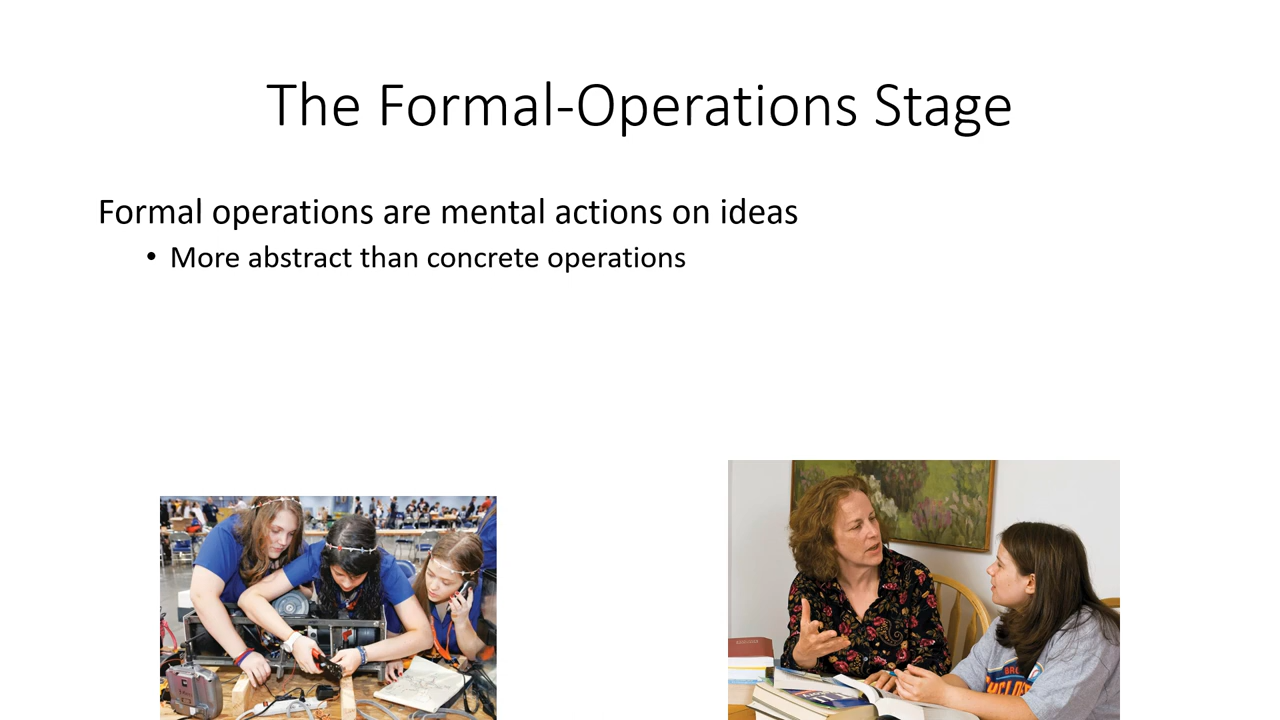 The Formal-Operations Stage
Formal operations are mental actions on ideas
• More abstract than concrete operations